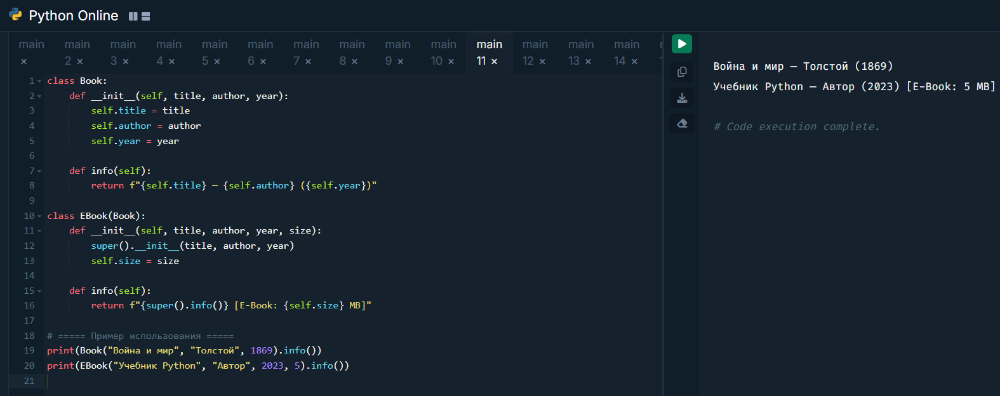 Python Online
main main main main main main main main main main main main main main
× 2 × 3 × 4 × 5 × 6 × 7 × 8 × 9 × 10 × 11 × 12 × 13 × 14 ×
1 class Book:
2     def __init__(self, title, author, year):
3         self.title = title
4         self.author = author
5         self.year = year
6
7     def info(self):
8         return f"{self.title} — {self.author} ({self.year})"
9
10 class EBook(Book):
11     def __init__(self, title, author, year, size):
12         super().__init__(title, author, year)
13         self.size = size
14
15     def info(self):
16         return f"{super().info()} [E-Book: {self.size} MB]"
17
18 # ===== Пример использования =====
19 print(Book("Война и мир", "Толстой", 1869).info())
20 print(EBook("Учебник Python", "Автор", 2023, 5).info())
21
Война и мир — Толстой (1869)
Учебник Python — Автор (2023) [E-Book: 5 MB]
# Code execution complete.